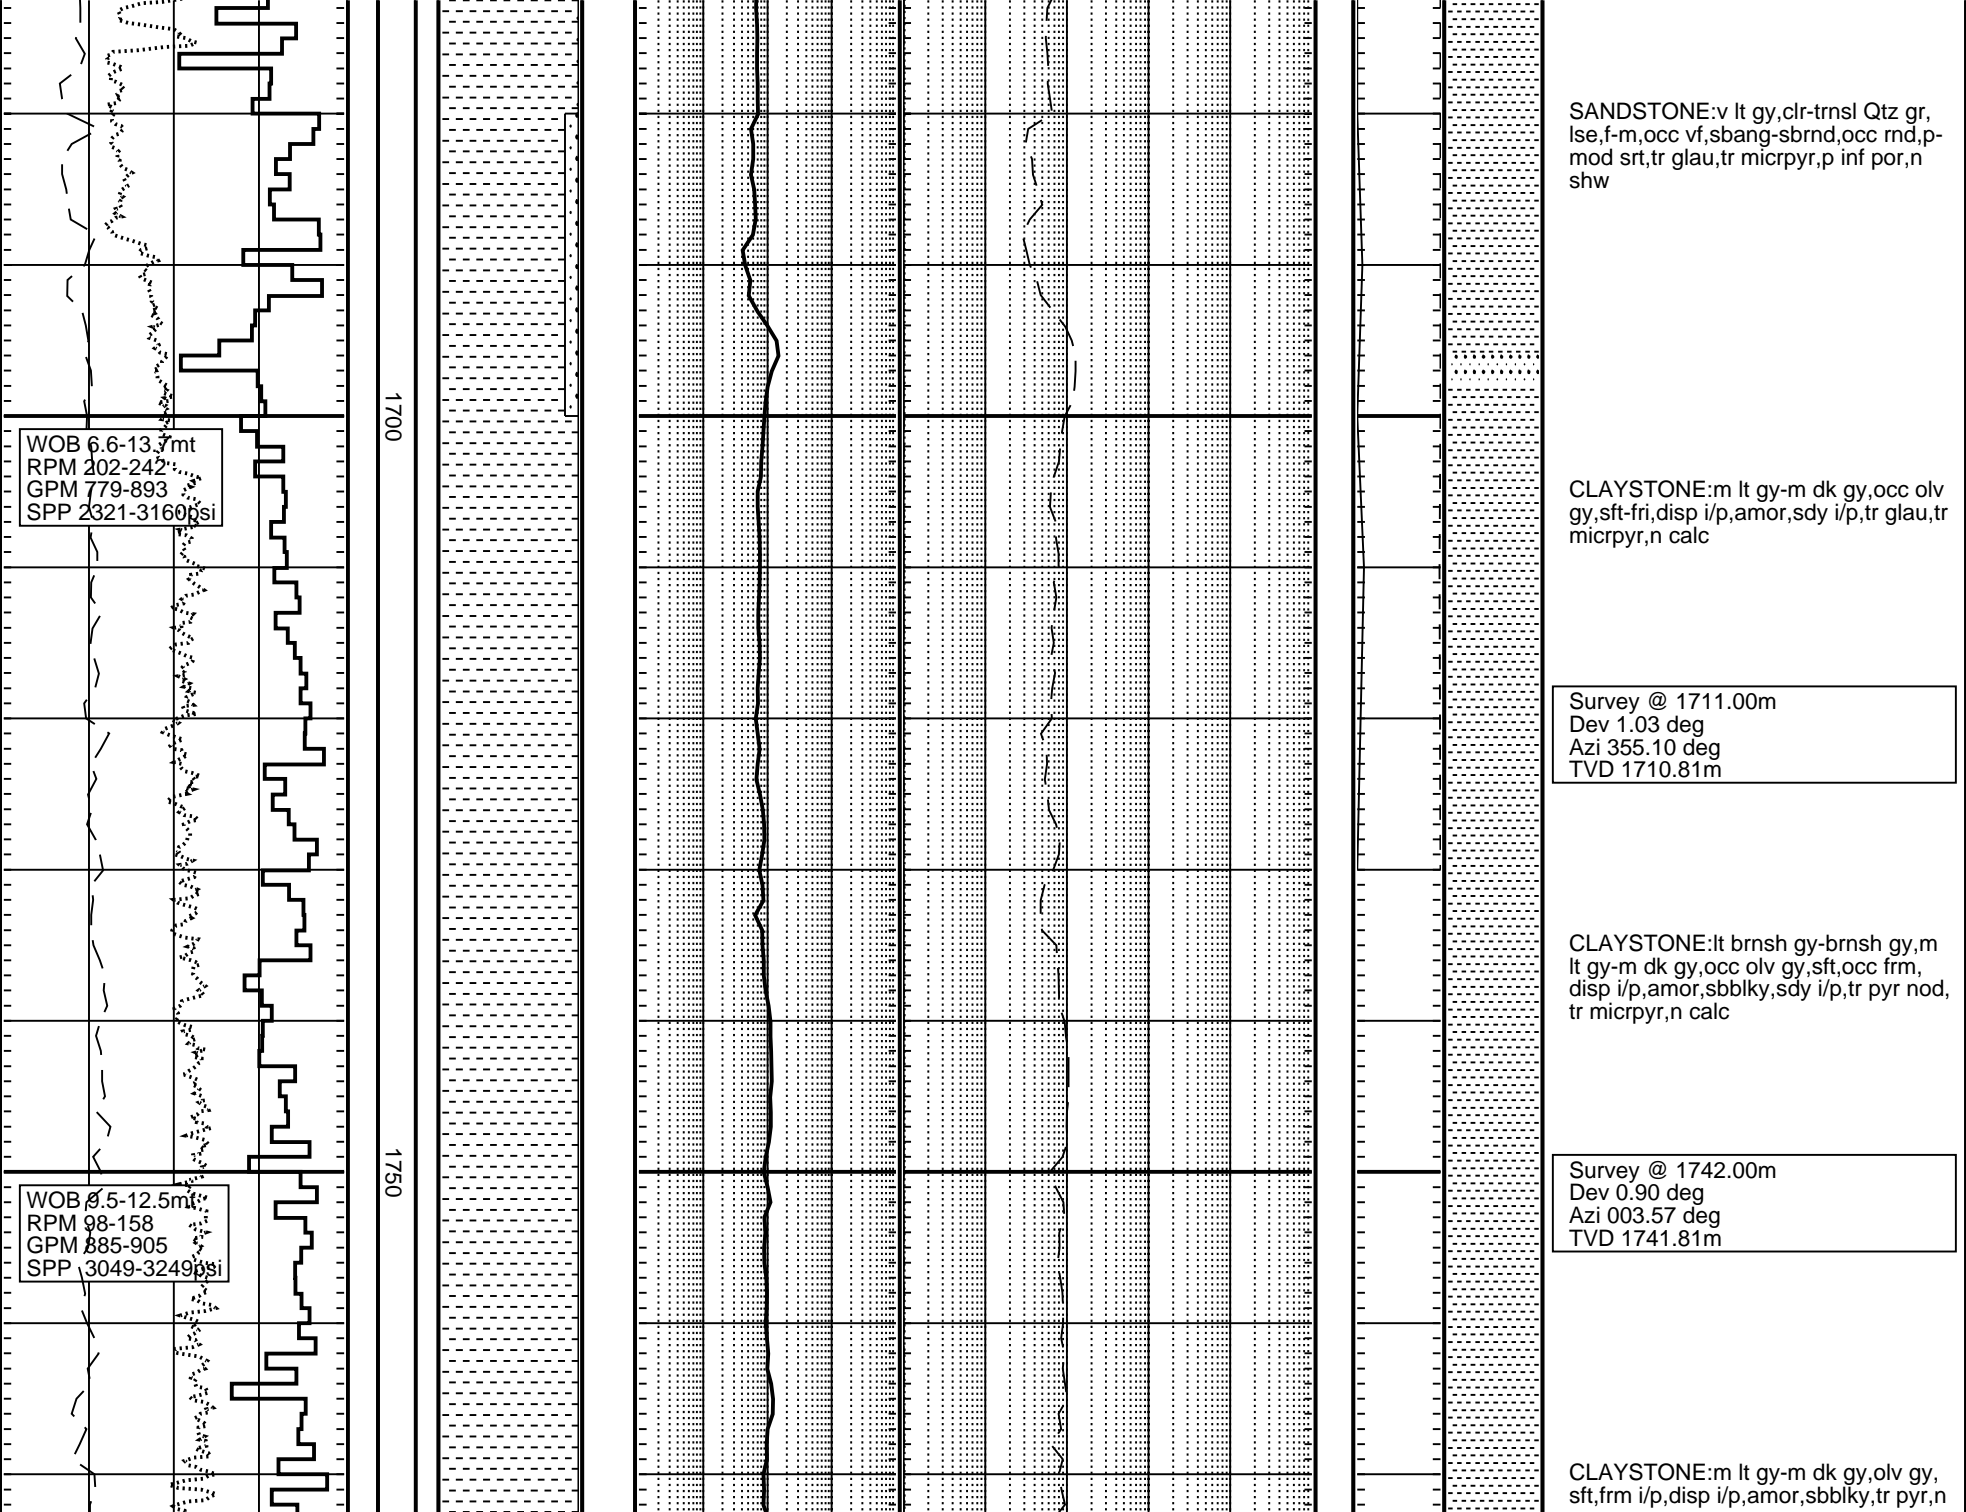 SANDSTONE:v lt gy,clr-trnsl Qtz gr,
lse,f-m,occ vf,sbang-sbrnd,occ rnd,p-
mod srt,tr glau,tr micrpyr,p inf por,n
shw
1700
WOB 6.6-13.7mt
RPM 202-242
GPM 779-893
SPP 2321-3160psi
CLAYSTONE:m lt gy-m dk gy,occ olv
gy,sft-fri,disp i/p,amor,sdy i/p,tr glau,tr
micrpyr,n calc
Survey @ 1711.00m
Dev 1.03 deg
Azi 355.10 deg
TVD 1710.81m
CLAYSTONE:lt brnsh gy-brnsh gy,m
lt gy-m dk gy,occ olv gy,sft,occ frm,
disp i/p,amor,sbblky,sdy i/p,tr pyr nod,
tr micrpyr,n calc
1750
WOB 9.5-12.5mt
RPM 98-158
GPM 885-905
SPP  3049-3249psi
Survey @ 1742.00m
Dev 0.90 deg
Azi 003.57 deg
TVD 1741.81m
CLAYSTONE:m lt gy-m dk gy,olv gy,
sft,frm i/p,disp i/p,amor,sbblky,tr pyr,n